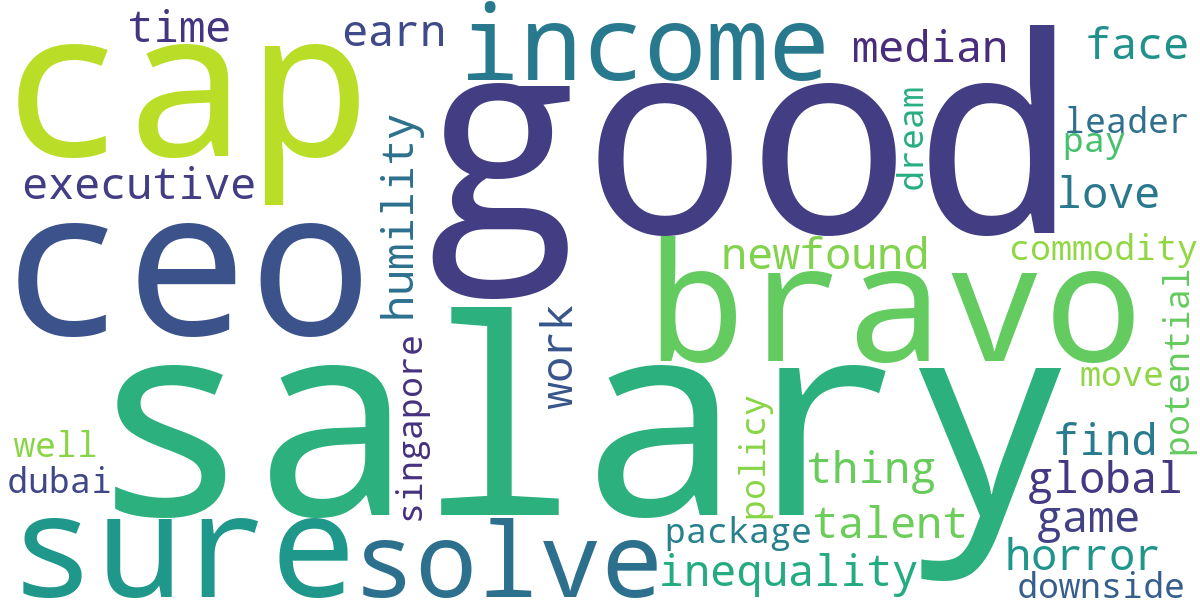 time
earn
income
median
face
cap
good
dream
leader
pay
executive
humility
love
ceo
bravo
newfound
commodity
potential
salary
work
singapore
move
well
dubai
policy
thing
find
global
sure
solve
package
talent
game
inequality
horror
downside